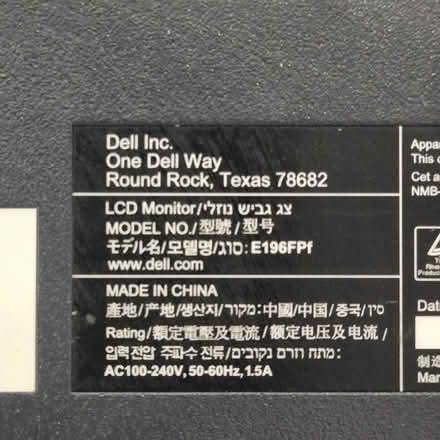 Dell Inc.
One Dell Way
Round Rock, Texas 78682
LCD Monitor/צג גביש נוזלי
MODEL NO./型號/型号
モデル名/모델명/סוג: E196FPf
www.dell.com
MADE IN CHINA
產地/产地/생산지/מקור: 中國/中国/중국/סין
Rating/額定電壓及電流/额定电压及电流/
입력 전압 주파수 전류/מתח וזרם נקובים:
AC100-240V, 50-60Hz, 1.5A
This
Cet
NMB-